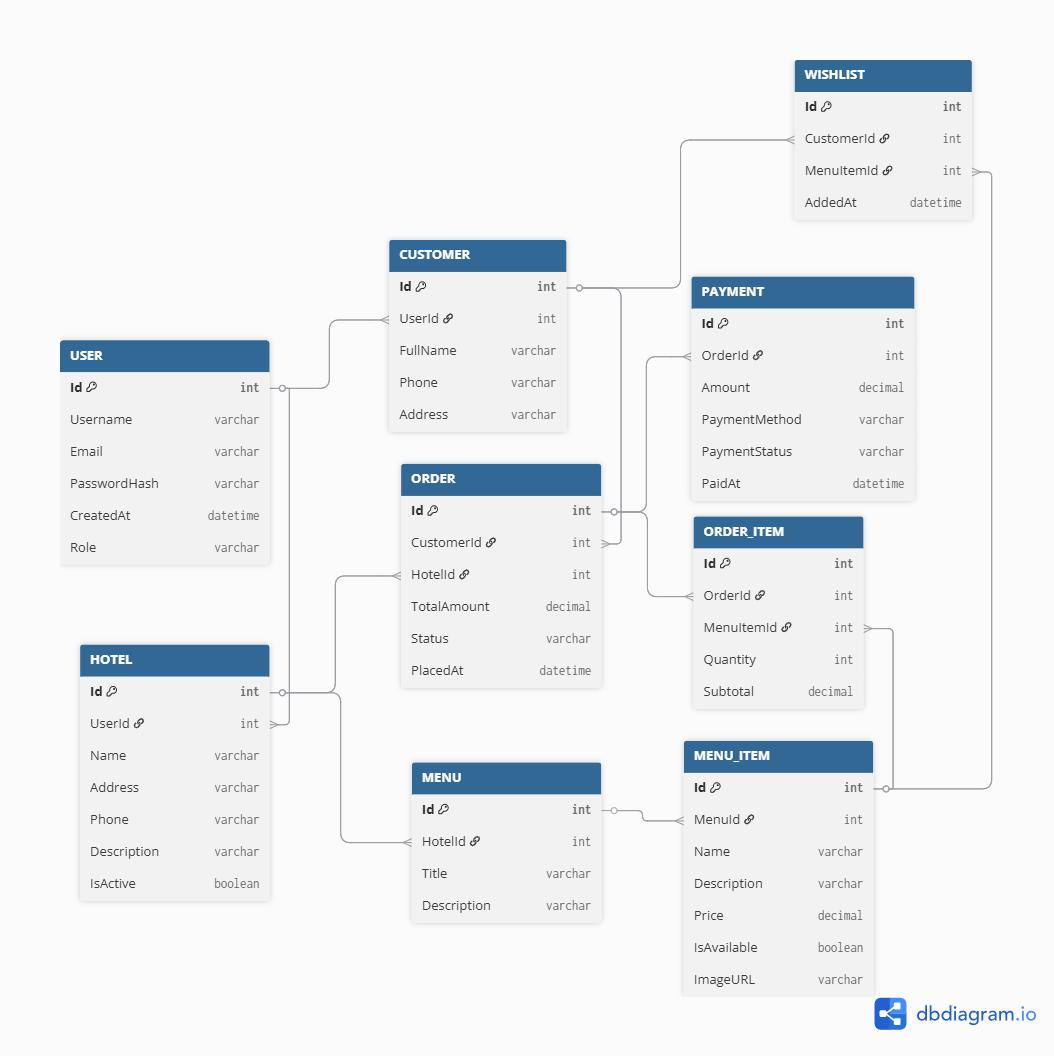 WISHLIST
Id int
CustomerId int
MenuItemId int
AddedAt datetime
CUSTOMER
Id int
UserId int
FullName varchar
Phone varchar
Address varchar
PAYMENT
Id int
OrderId int
Amount decimal
PaymentMethod varchar
PaymentStatus varchar
PaidAt datetime
USER
Id int
Username varchar
Email varchar
PasswordHash varchar
CreatedAt datetime
Role varchar
ORDER
Id int
CustomerId int
HotelId int
TotalAmount decimal
Status varchar
PlacedAt datetime
ORDER_ITEM
Id int
OrderId int
MenuItemId int
Quantity int
Subtotal decimal
HOTEL
Id int
UserId int
Name varchar
Address varchar
Phone varchar
Description varchar
IsActive boolean
MENU
Id int
HotelId int
Title varchar
Description varchar
MENU_ITEM
Id int
MenuId int
Name varchar
Description varchar
Price decimal
IsAvailable boolean
ImageURL varchar
dbdiagram.io